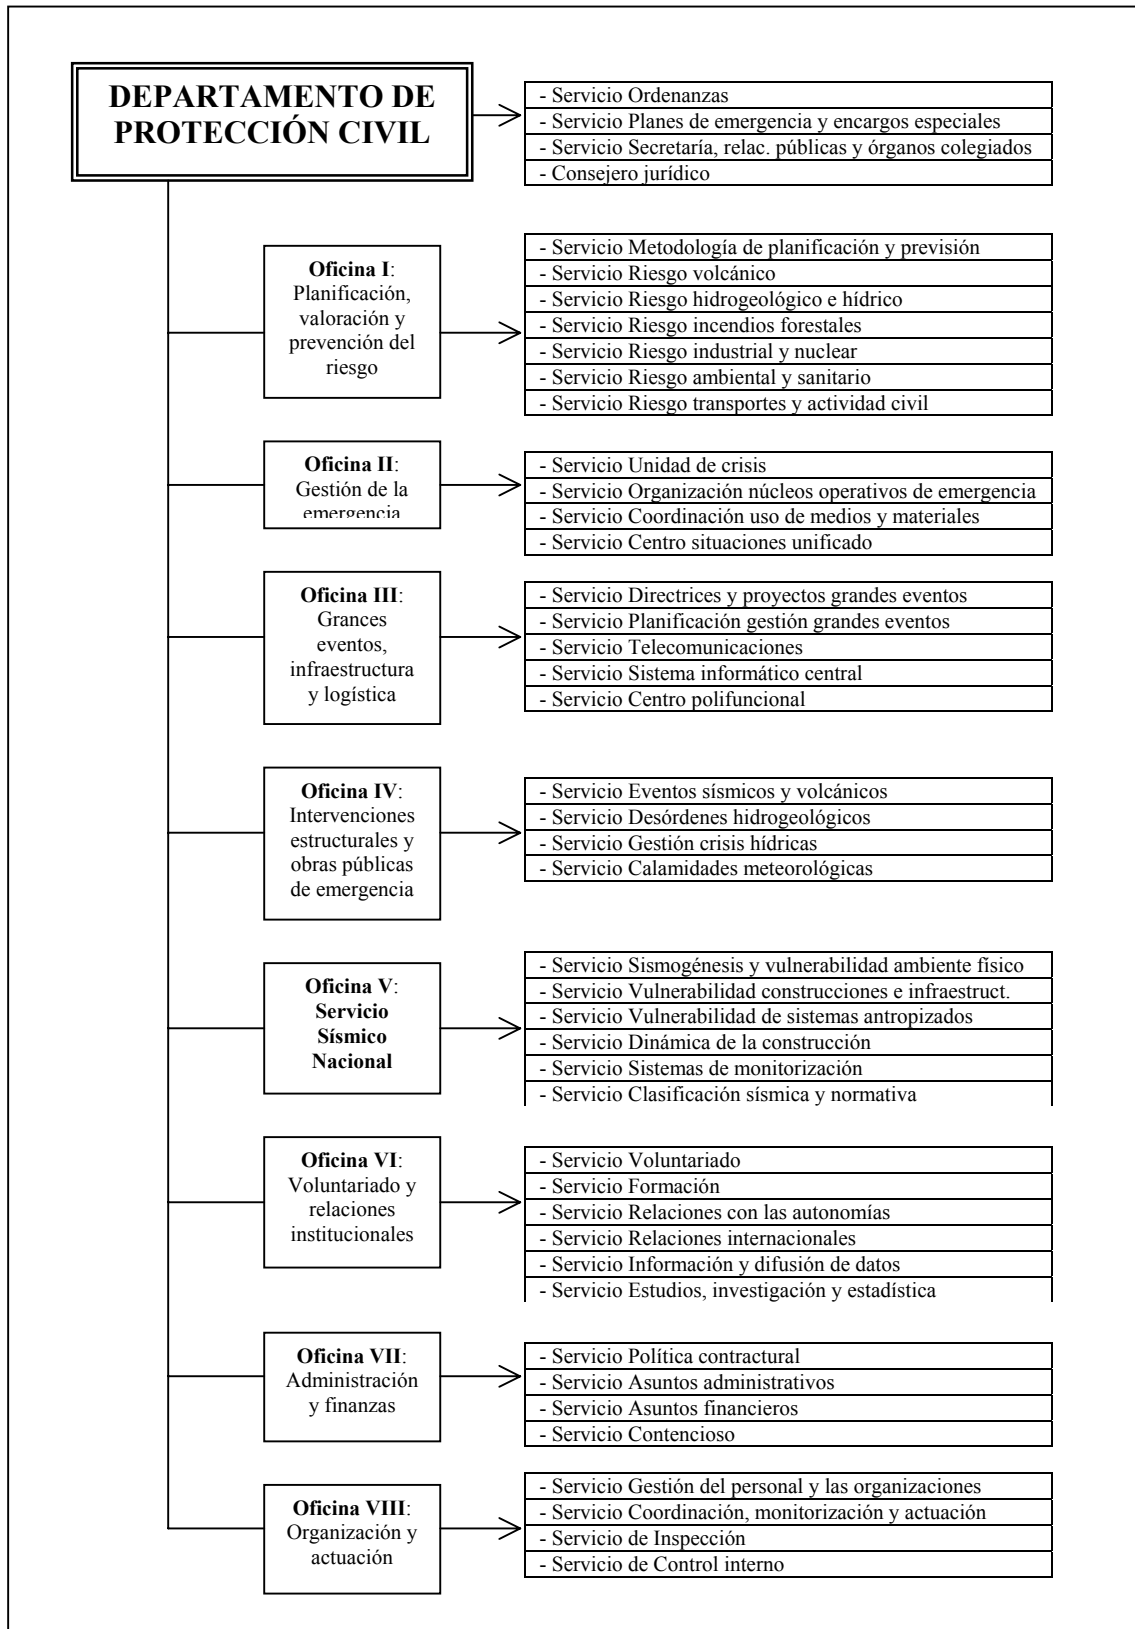 DEPARTAMENTO DE
PROTECCIÓN CIVIL
- Servicio Ordenanzas
- Servicio Planes de emergencia y encargos especiales
- Servicio Secretaría, relac. públicas y órganos colegiados
- Consejero jurídico
Oficina I:
Planificación,
valoración y
prevención del
riesgo
- Servicio Metodología de planificación y previsión
- Servicio Riesgo volcánico
- Servicio Riesgo hidrogeológico e hídrico
- Servicio Riesgo incendios forestales
- Servicio Riesgo industrial y nuclear
- Servicio Riesgo ambiental y sanitario
- Servicio Riesgo transportes y actividad civil
Oficina II:
Gestión de la
emergencia
- Servicio Unidad de crisis
- Servicio Organización núcleos operativos de emergencia
- Servicio Coordinación uso de medios y materiales
- Servicio Centro situaciones unificado
Oficina III:
Grances
eventos,
infraestructura
y logística
- Servicio Directrices y proyectos grandes eventos
- Servicio Planificación gestión grandes eventos
- Servicio Telecomunicaciones
- Servicio Sistema informático central
- Servicio Centro polifuncional
Oficina IV:
Intervenciones
estructurales y
obras públicas
de emergencia
- Servicio Eventos sísmicos y volcánicos
- Servicio Desórdenes hidrogeológicos
- Servicio Gestión crisis hídricas
- Servicio Calamidades meteorológicas
Oficina V:
Servicio
Sísmico
Nacional
- Servicio Sismogénesis y vulnerabilidad ambiente físico
- Servicio Vulnerabilidad construcciones e infraestruct.
- Servicio Vulnerabilidad de sistemas antropizados
- Servicio Dinámica de la construcción
- Servicio Sistemas de monitorización
- Servicio Clasificación sísmica y normativa
Oficina VI:
Voluntariado y
relaciones
institucionales
- Servicio Voluntariado
- Servicio Formación
- Servicio Relaciones con las autonomías
- Servicio Relaciones internacionales
- Servicio Información y difusión de datos
- Servicio Estudios, investigación y estadística
Oficina VII:
Administración
y finanzas
- Servicio Política contractural
- Servicio Asuntos administrativos
- Servicio Asuntos financieros
- Servicio Contencioso
Oficina VIII:
Organización y
actuación
- Servicio Gestión del personal y las organizaciones
- Servicio Coordinación, monitorización y actuación
- Servicio de Inspección
- Servicio de Control interno